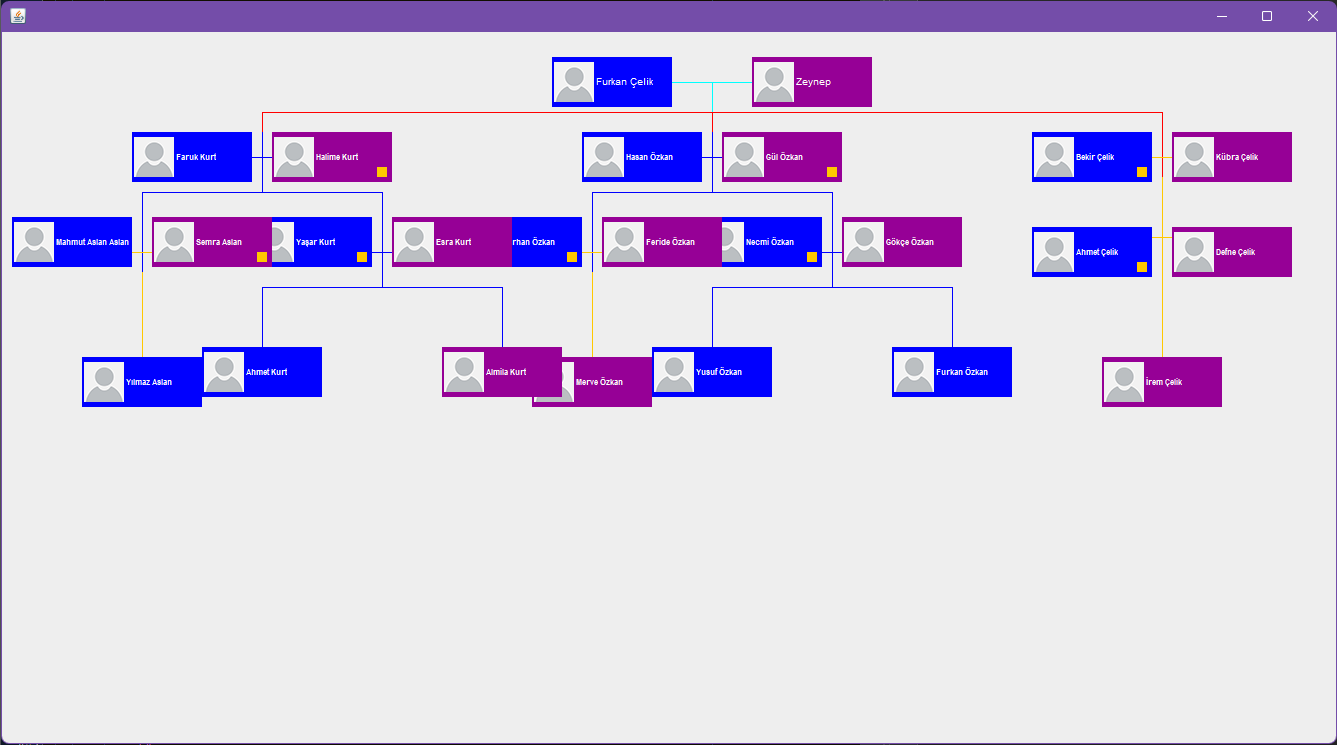 Furkan Çelik
Zeynep
Faruk Kurt
Halime Kurt
Hasan Özkan
Gül Özkan
Bekir Çelik
Kübra Çelik
Mahmut Aslan Aslan
Semra Aslan
Yaşar Kurt
Esra Kurt
rhan Özkan
Feride Özkan
Necmi Özkan
Gökçe Özkan
Ahmet Çelik
Defne Çelik
Yılmaz Aslan
Ahmet Kurt
Almila Kurt
Merve Özkan
Yusuf Özkan
Furkan Özkan
İrem Çelik